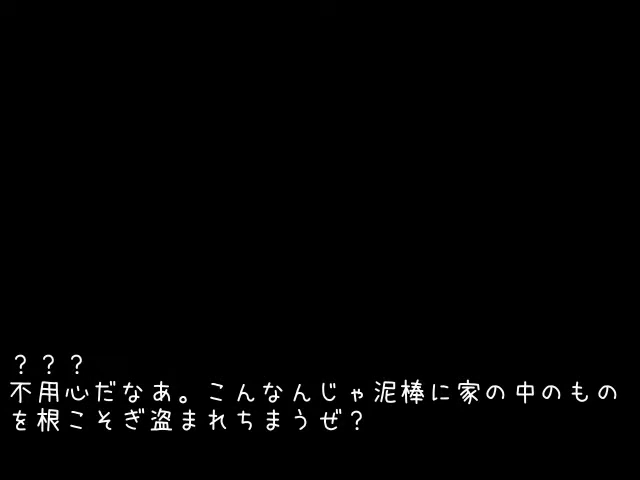 ？？？
不用心だなあ。こんなんじゃ泥棒に家の中のもの
を根こそぎ盗まれちまうぜ？